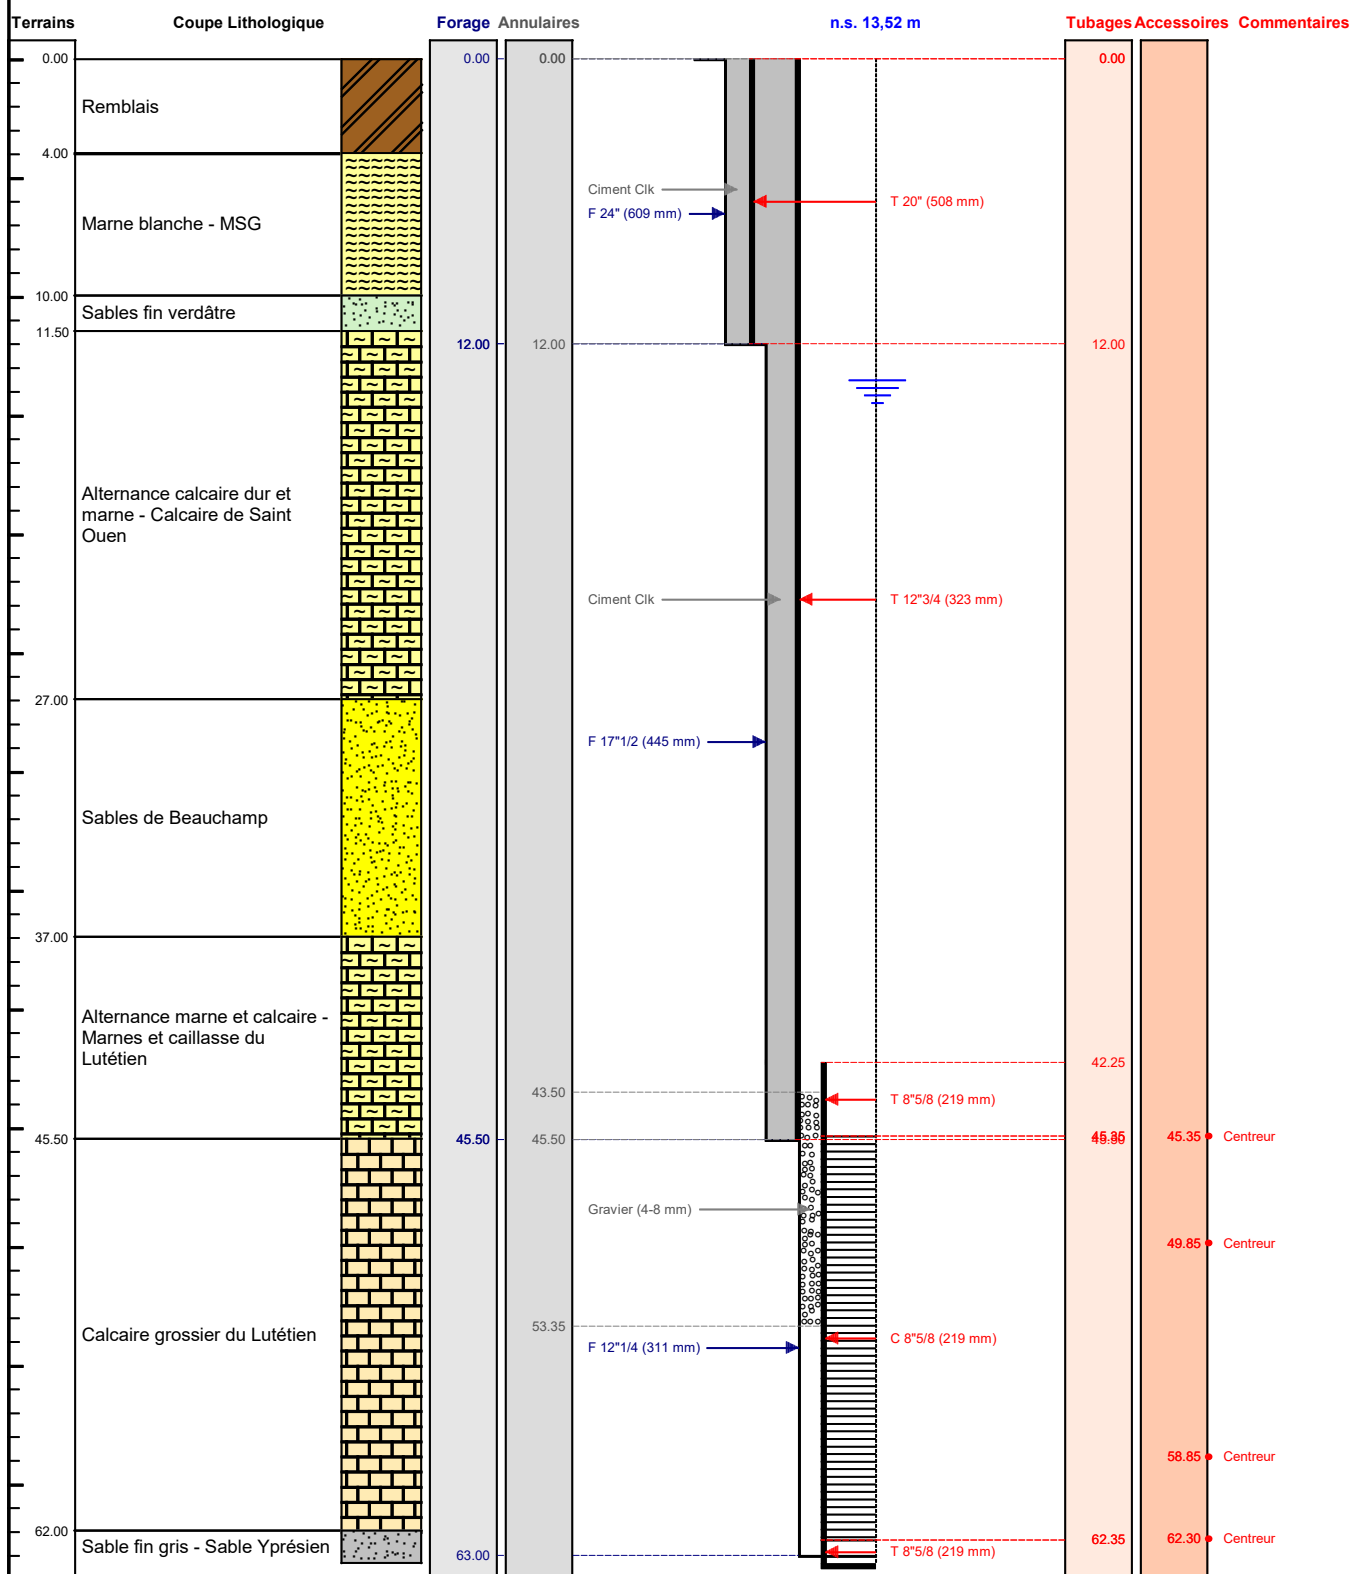 Terrains Coupe Lithologique Forage Annulaires n.s. 13,52 m Tubages Accessoires Commentaires
0.00 0.00 0.00 0.00
Remblais
4.00
Ciment Clk
T 20" (508 mm)
F 24" (609 mm)
Marne blanche - MSG
10.00
Sables fin verdâtre
11.50
12.00 12.00 12.00
Alternance calcaire dur et
marne - Calcaire de Saint
Ouen
Ciment Clk T 12"3/4 (323 mm)
27.00
F 17"1/2 (445 mm)
Sables de Beauchamp
37.00
Alternance marne et calcaire -
Marnes et caillasse du
Lutétien
42.25
43.50
T 8"5/8 (219 mm)
45.35 45.35 Centreur
45.50 45.50 45.50 45.50
Gravier (4-8 mm)
49.85 Centreur
53.35
Calcaire grossier du Lutétien
C 8"5/8 (219 mm)
F 12"1/4 (311 mm)
58.85 Centreur
62.00
62.35 62.30 Centreur
Sable fin gris - Sable Yprésien
T 8"5/8 (219 mm)
63.00